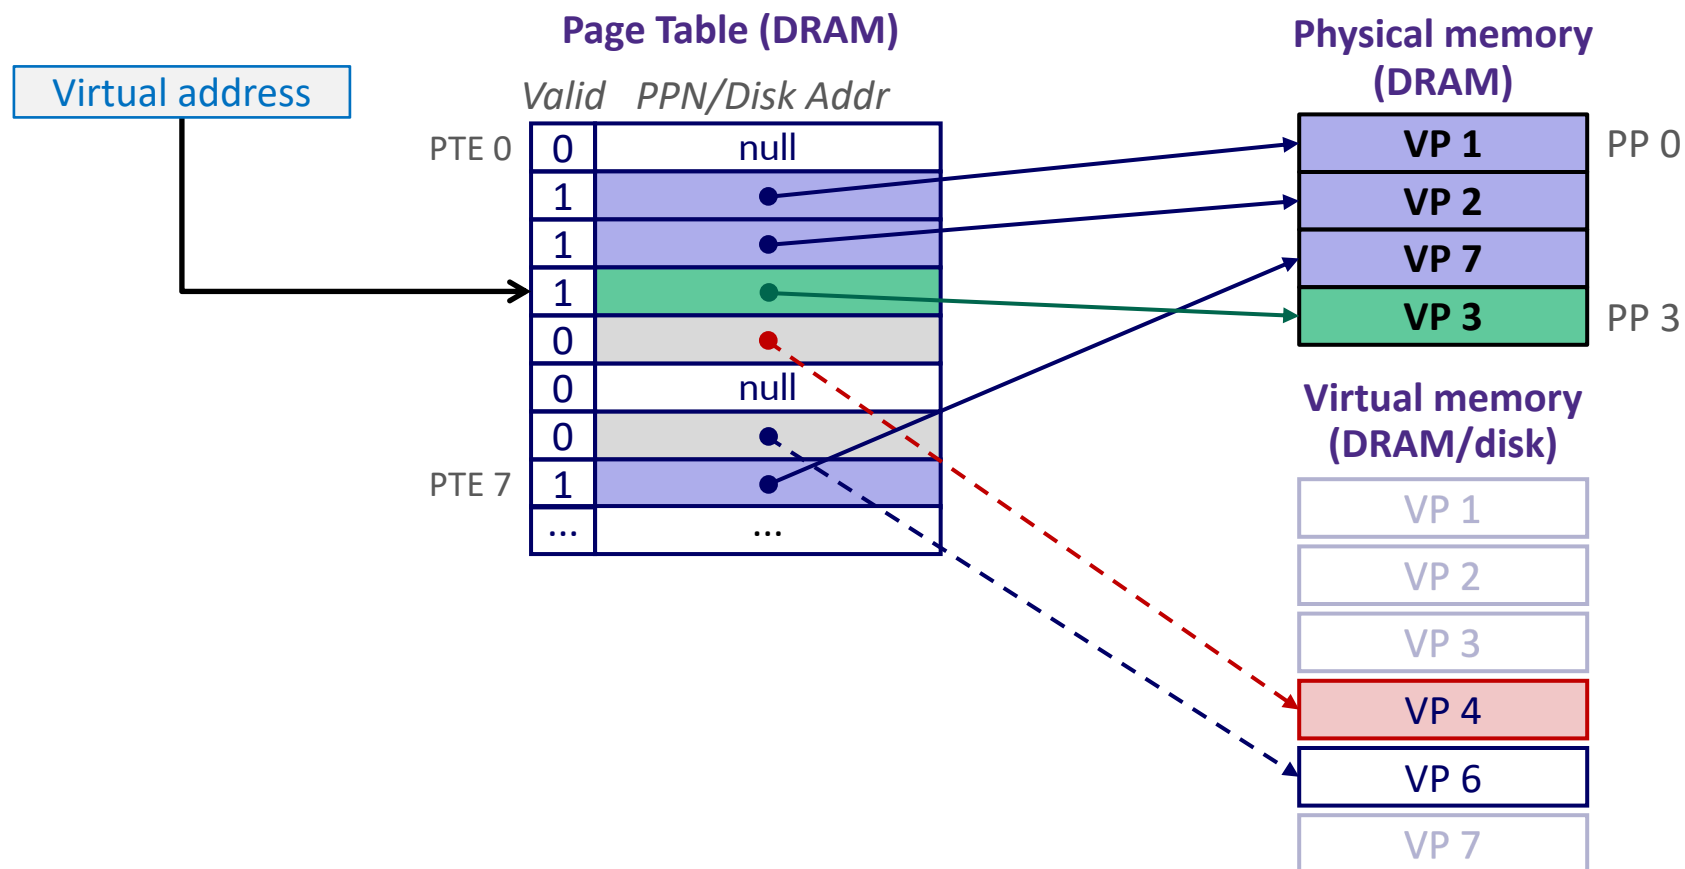 Page Table (DRAM)
Physical memory
(DRAM)
Virtual address
Valid PPN/Disk Addr
PTE 0 0 null
1
1
1
0
0 null
0
PTE 7 1
... ...
VP 1 PP 0
VP 2
VP 7
VP 3 PP 3
Virtual memory
(DRAM/disk)
VP 1
VP 2
VP 3
VP 4
VP 6
VP 7